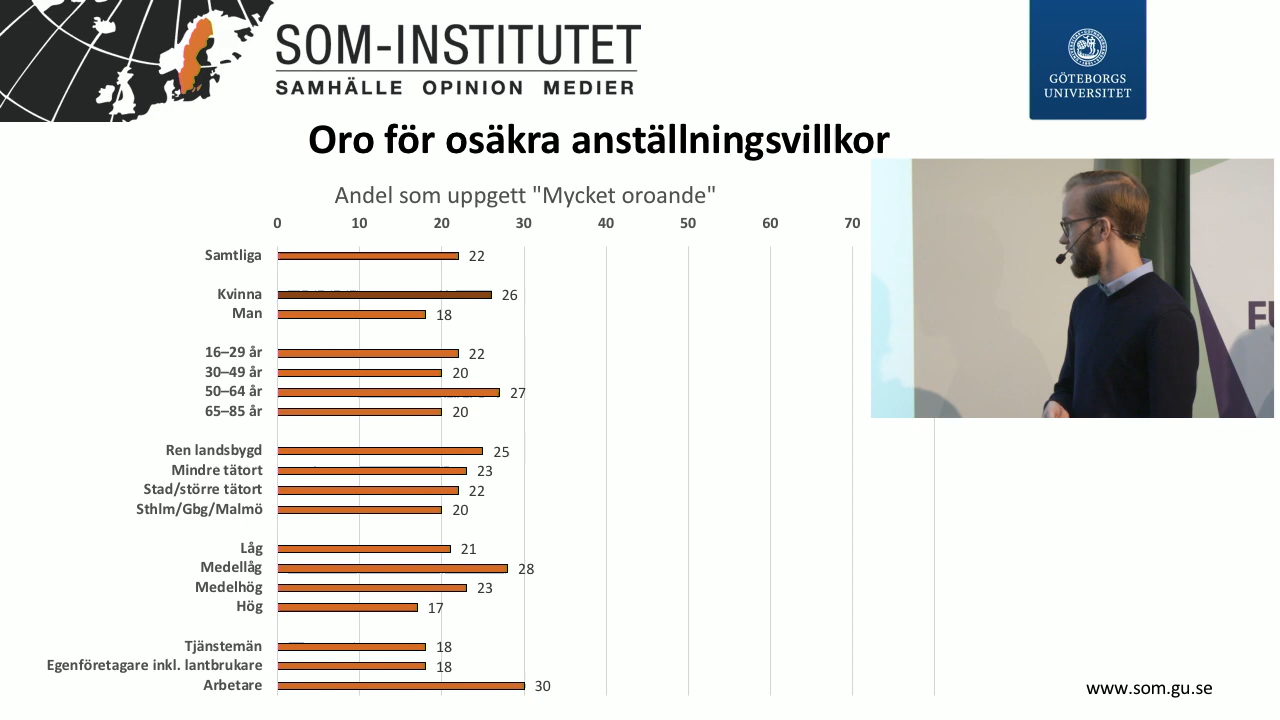 SOM-INSTITUTET
SAMHÄLLE OPINION MEDIER
GÖTEBORGS
UNIVERSITET
Oro för osäkra anställningsvillkor
Andel som uppgett "Mycket oroande"
0 10 20 30 40 50 60 70
Samtliga 22
Kvinna 26
Man 18
16–29 år 22
30–49 år 20
50–64 år 27
65–85 år 20
Ren landsbygd 25
Mindre tätort 23
Stad/större tätort 22
Sthlm/Gbg/Malmö 20
Låg 21
Medellåg 28
Medelhög 23
Hög 17
Tjänstemän 18
Egenföretagare inkl. lantbrukare 18
Arbetare 30
www.som.gu.se